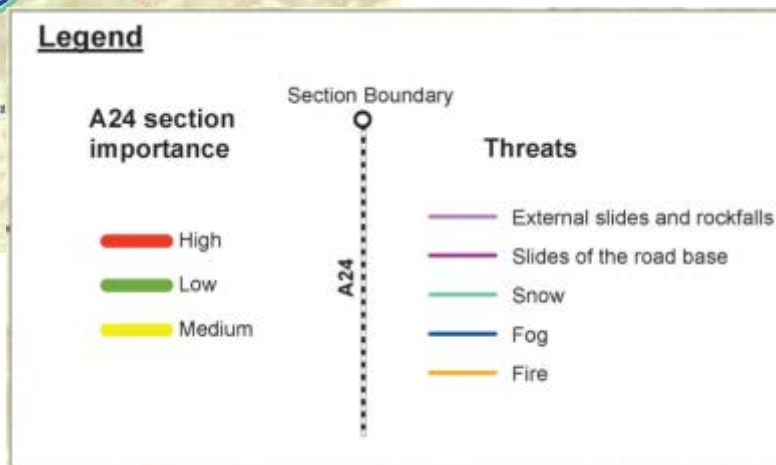 Legend
A24 section
importance
High
Low
Medium
Section Boundary
A24
Threats
External slides and rockfalls
Slides of the road base
Snow
Fog
Fire